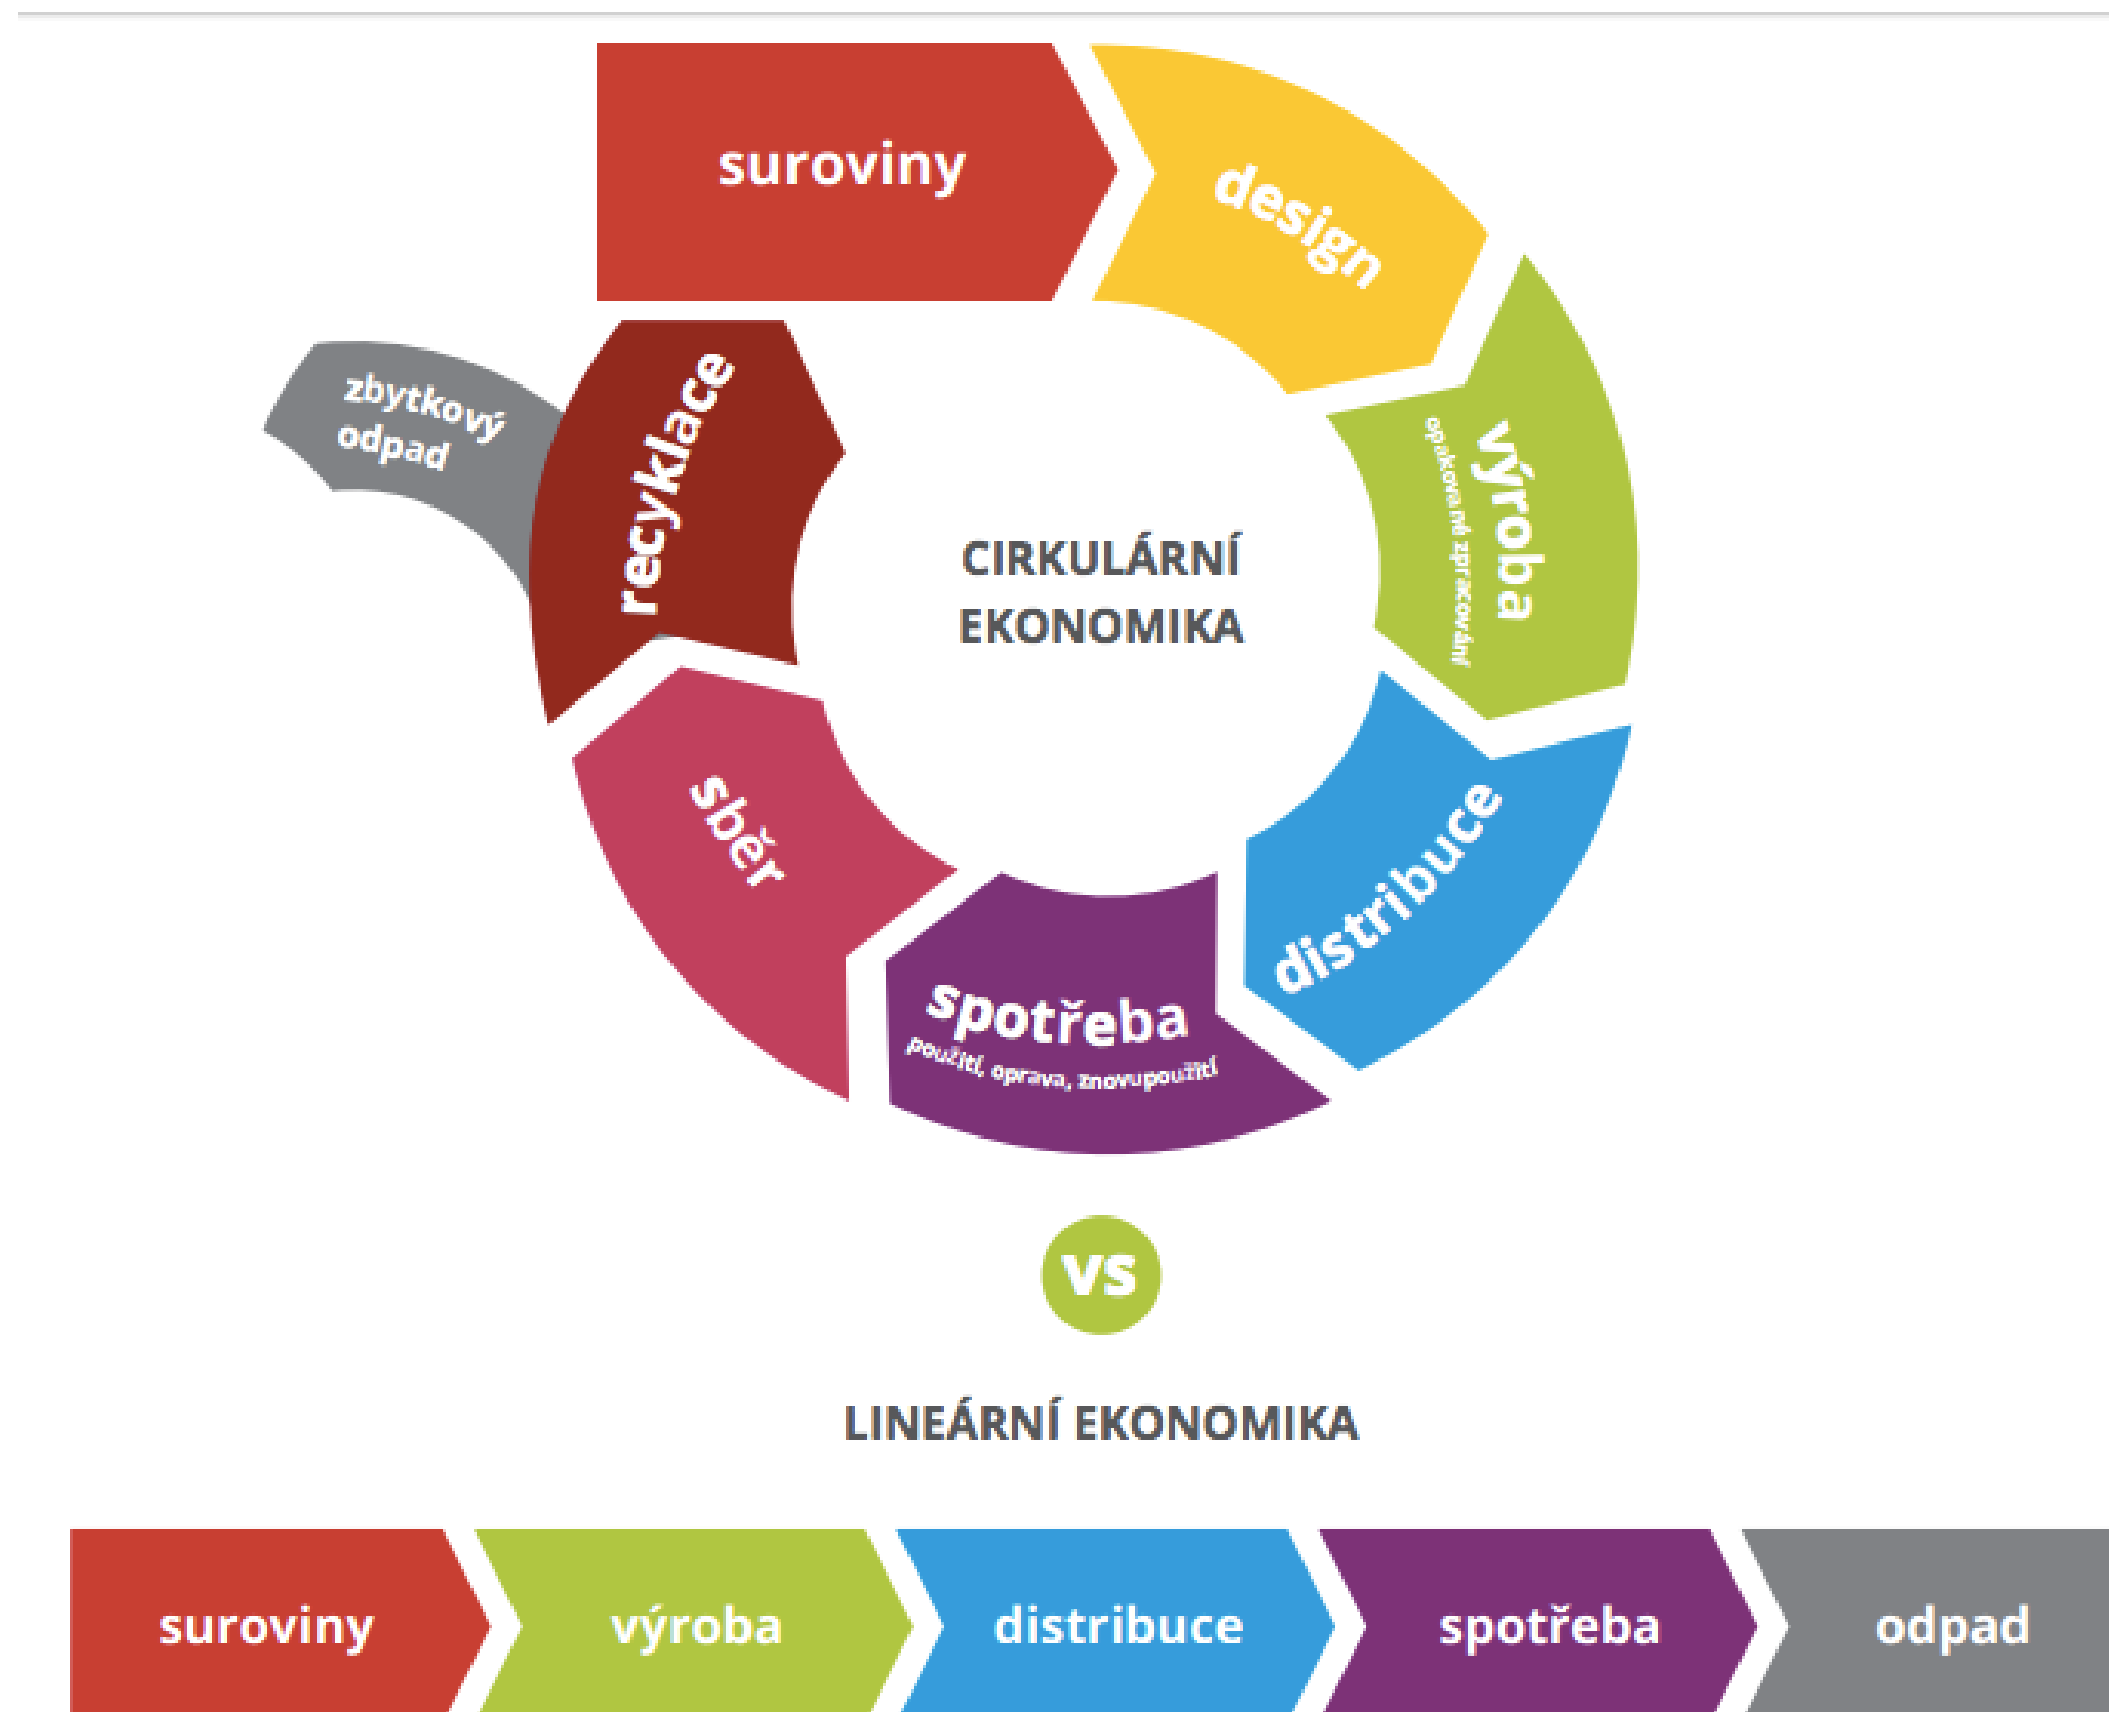 suroviny
design
výroba
opakované zpracování
distribuce
spotřeba
použití, oprava, znovupoužití
sběr
recyklace
zbytkový
odpad
CIRKULÁRNÍ
EKONOMIKA
vs
LINEÁRNÍ EKONOMIKA
suroviny
výroba
distribuce
spotřeba
odpad